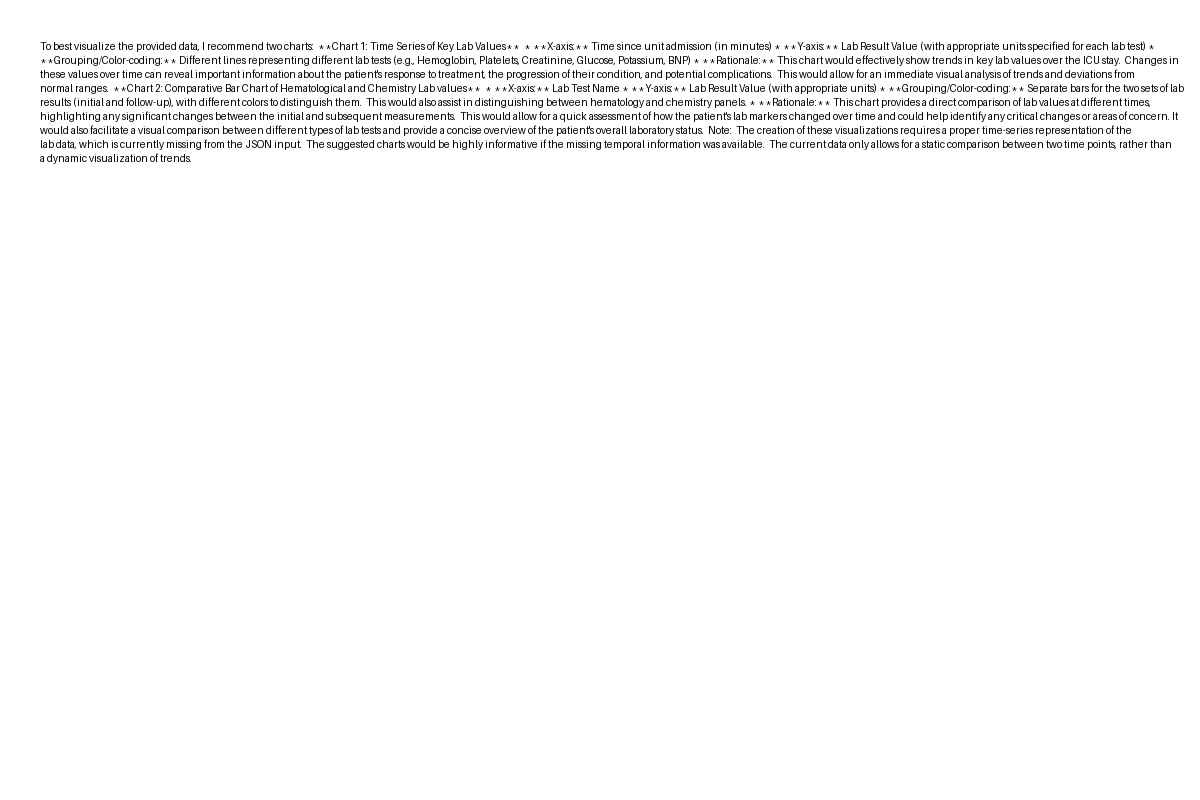 To best visualize the provided data, I recommend two charts:  **Chart 1: Time Series of Key Lab Values**  * **X-axis:** Time since unit admission (in minutes) * **Y-axis:** Lab Result Value (with appropriate units specified for each lab test) *
**Grouping/Color-coding:** Different lines representing different lab tests (e.g., Hemoglobin, Platelets, Creatinine, Glucose, Potassium, BNP) * **Rationale:** This chart would effectively show trends in key lab values over the ICU stay.  Changes in
these values over time can reveal important information about the patient's response to treatment, the progression of their condition, and potential complications.  This would allow for an immediate visual analysis of trends and deviations from
normal ranges.  **Chart 2: Comparative Bar Chart of Hematological and Chemistry Lab values**  * **X-axis:** Lab Test Name * **Y-axis:** Lab Result Value (with appropriate units) * **Grouping/Color-coding:** Separate bars for the two sets of lab
results (initial and follow-up), with different colors to distinguish them.  This would also assist in distinguishing between hematology and chemistry panels. * **Rationale:** This chart provides a direct comparison of lab values at different times,
highlighting any significant changes between the initial and subsequent measurements.  This would allow for a quick assessment of how the patient's lab markers changed over time and could help identify any critical changes or areas of concern. It
would also facilitate a visual comparison between different types of lab tests and provide a concise overview of the patient's overall laboratory status.  Note:  The creation of these visualizations requires a proper time-series representation of the
lab data, which is currently missing from the JSON input.  The suggested charts would be highly informative if the missing temporal information was available.  The current data only allows for a static comparison between two time points, rather than
a dynamic visualization of trends.